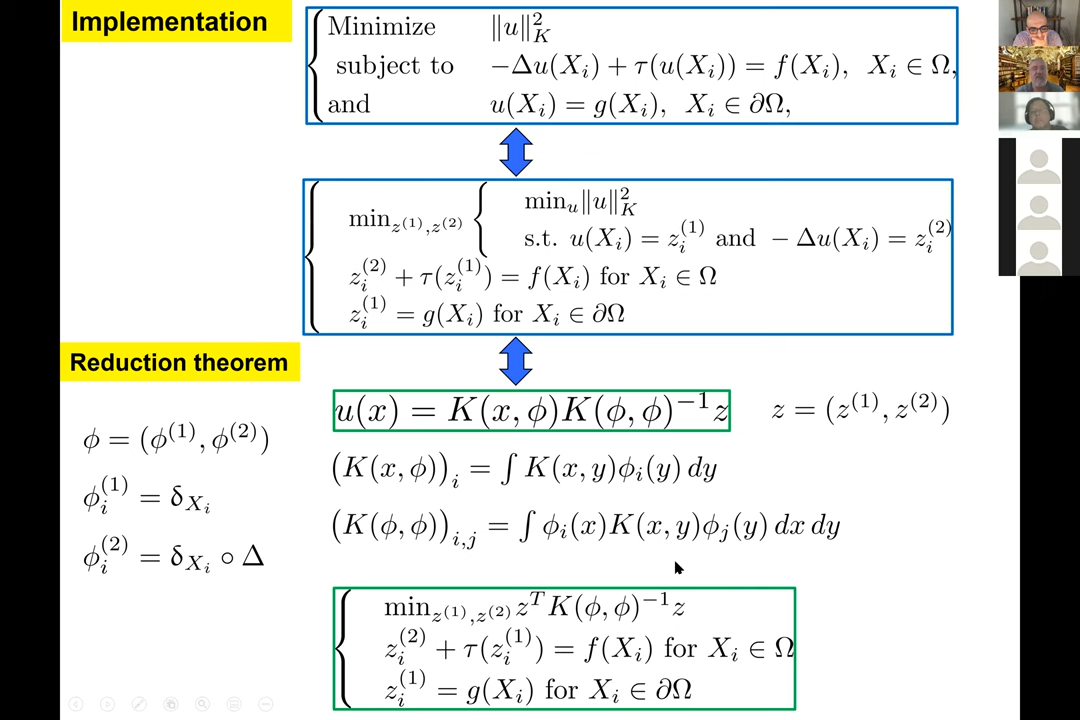 Implementation
Minimize ‖u‖²_K
subject to −Δu(X_i) + τ(u(X_i)) = f(X_i), X_i ∈ Ω,
and u(X_i) = g(X_i), X_i ∈ ∂Ω,
min_{z^{(1)},z^{(2)}} { min_u ‖u‖²_K
s.t. u(X_i) = z_i^{(1)} and − Δu(X_i) = z_i^{(2)}
z_i^{(2)} + τ(z_i^{(1)}) = f(X_i) for X_i ∈ Ω
z_i^{(1)} = g(X_i) for X_i ∈ ∂Ω
Reduction theorem
u(x) = K(x, φ)K(φ, φ)^{−1}z z = (z^{(1)}, z^{(2)})
φ = (φ^{(1)}, φ^{(2)})
φ_i^{(1)} = δ_{X_i}
φ_i^{(2)} = δ_{X_i} ∘ Δ
(K(x, φ))_i = ∫ K(x, y)φ_i(y) dy
(K(φ, φ))_{i,j} = ∫ φ_i(x)K(x, y)φ_j(y) dx dy
min_{z^{(1)},z^{(2)}} z^T K(φ, φ)^{−1}z
z_i^{(2)} + τ(z_i^{(1)}) = f(X_i) for X_i ∈ Ω
z_i^{(1)} = g(X_i) for X_i ∈ ∂Ω